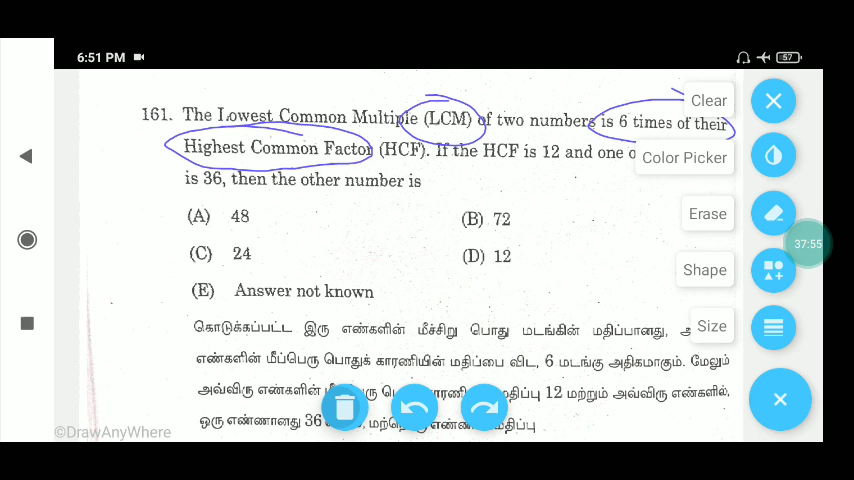 6:51 PM
57
161. The Lowest Common Multiple (LCM) of two numbers is 6 times of their
Clear
Highest Common Factor (HCF). If the HCF is 12 and one o
Color Picker
is 36, then the other number is
(A) 48
(B) 72
Erase
37:55
(C) 24
(D) 12
Shape
(E) Answer not known
கொடுக்கப்பட்ட இரு எண்களின் மீச்சிறு பொது மடங்கின் மதிப்பானது,
Size
எண்களின் மீப்பெரு பொதுக் காரணியின் மதிப்பை விட, 6 மடங்கு அதிகமாகும். மேலும்
அவ்விரு எண்களின் 12 மற்றும் அவ்விரு எண்களில்,
ஒரு எண்ணானது 36
©DrawAnyWhere